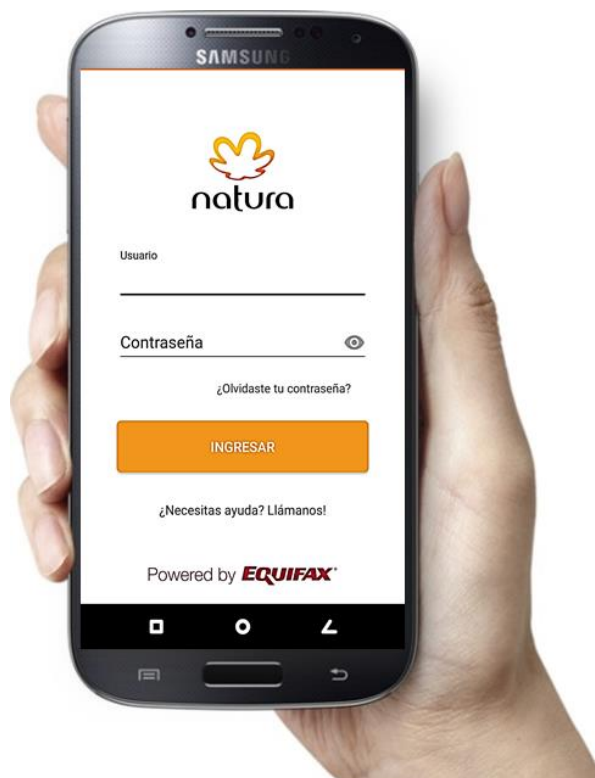 SAMSUNG
natura
Usuario
Contraseña
¿Olvidaste tu contraseña?
INGRESAR
¿Necesitas ayuda? Llámanos!
Powered by EQUIFAX